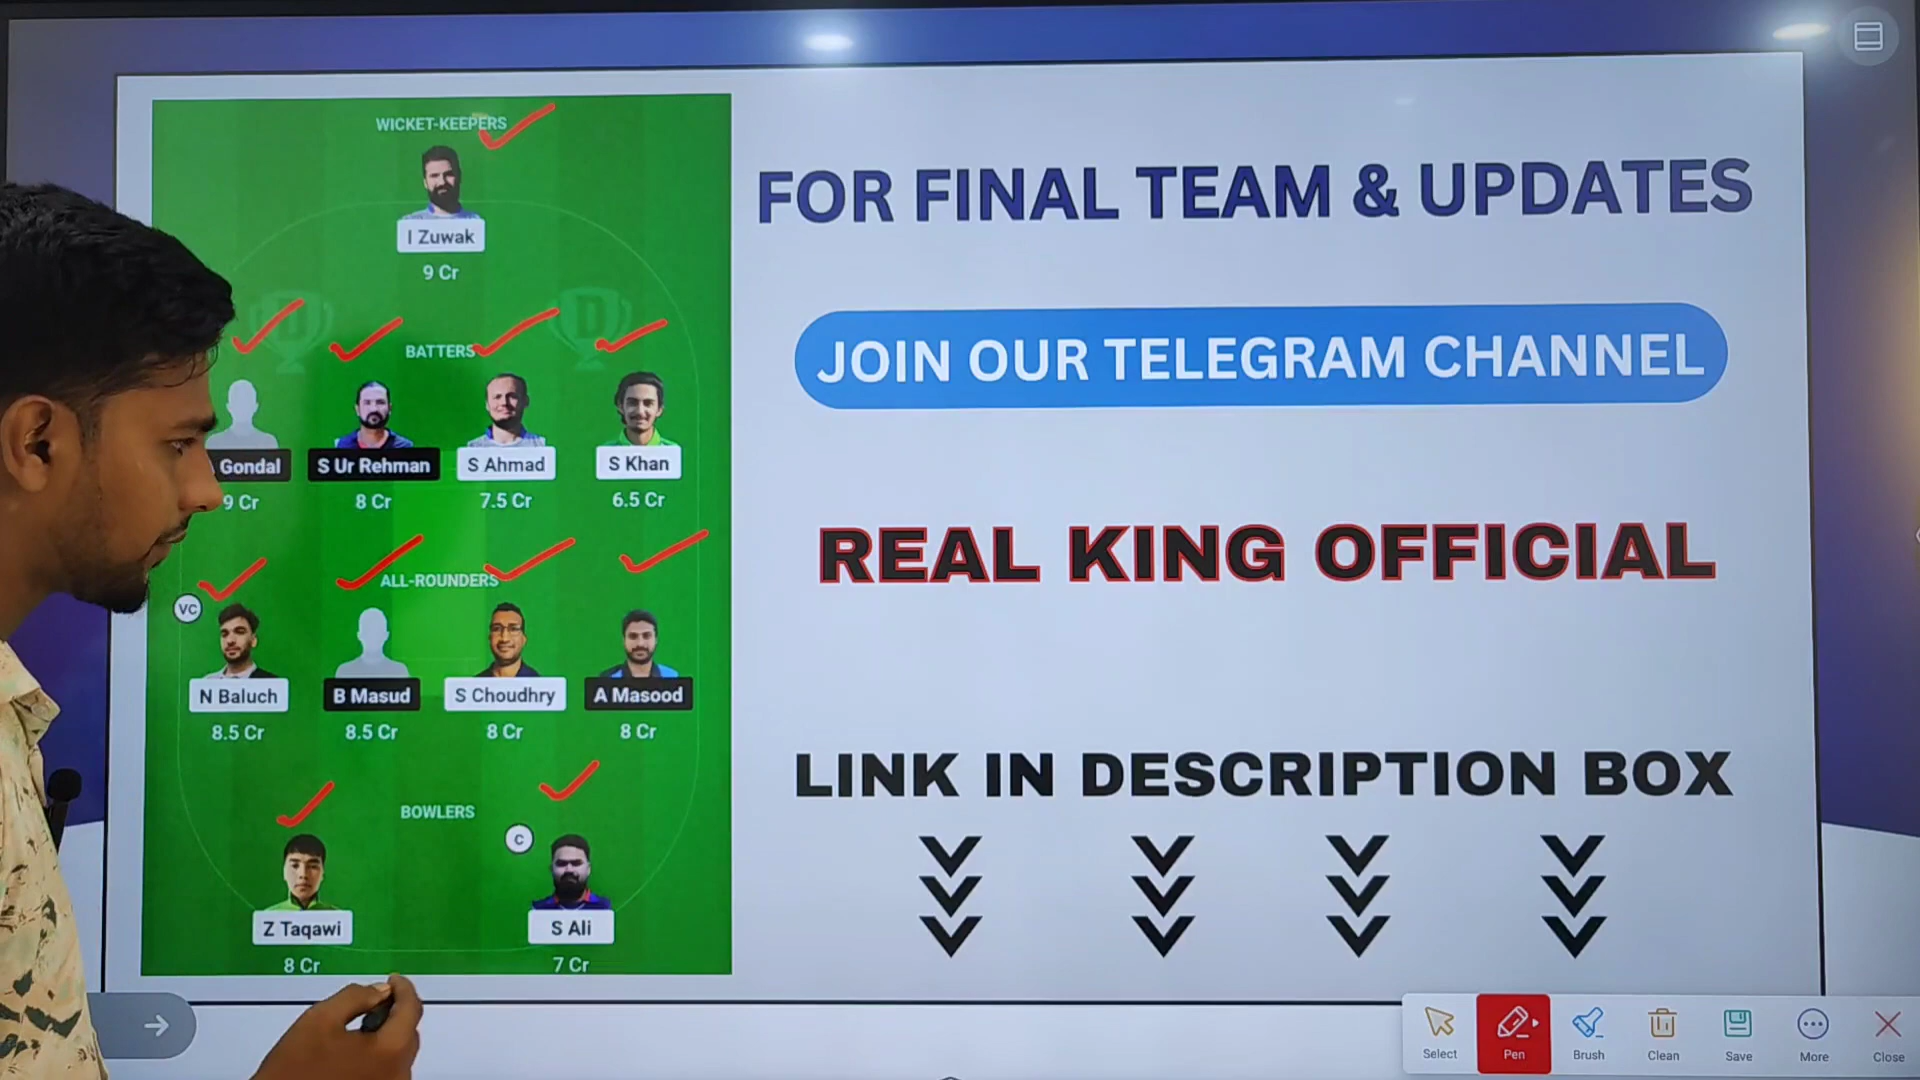 WICKET-KEEPERS
I Zuwak
9 Cr
BATTERS
Gondal
S Ur Rehman
S Ahmad
S Khan
9 Cr
8 Cr
7.5 Cr
6.5 Cr
ALL-ROUNDERS
VC
N Baluch
B Masud
S Choudhry
A Masood
8.5 Cr
8.5 Cr
8 Cr
8 Cr
BOWLERS
C
Z Taqawi
S Ali
8 Cr
7 Cr
FOR FINAL TEAM & UPDATES
JOIN OUR TELEGRAM CHANNEL
REAL KING OFFICIAL
LINK IN DESCRIPTION BOX
Select
Pen
Brush
Clean
Save
More
Close